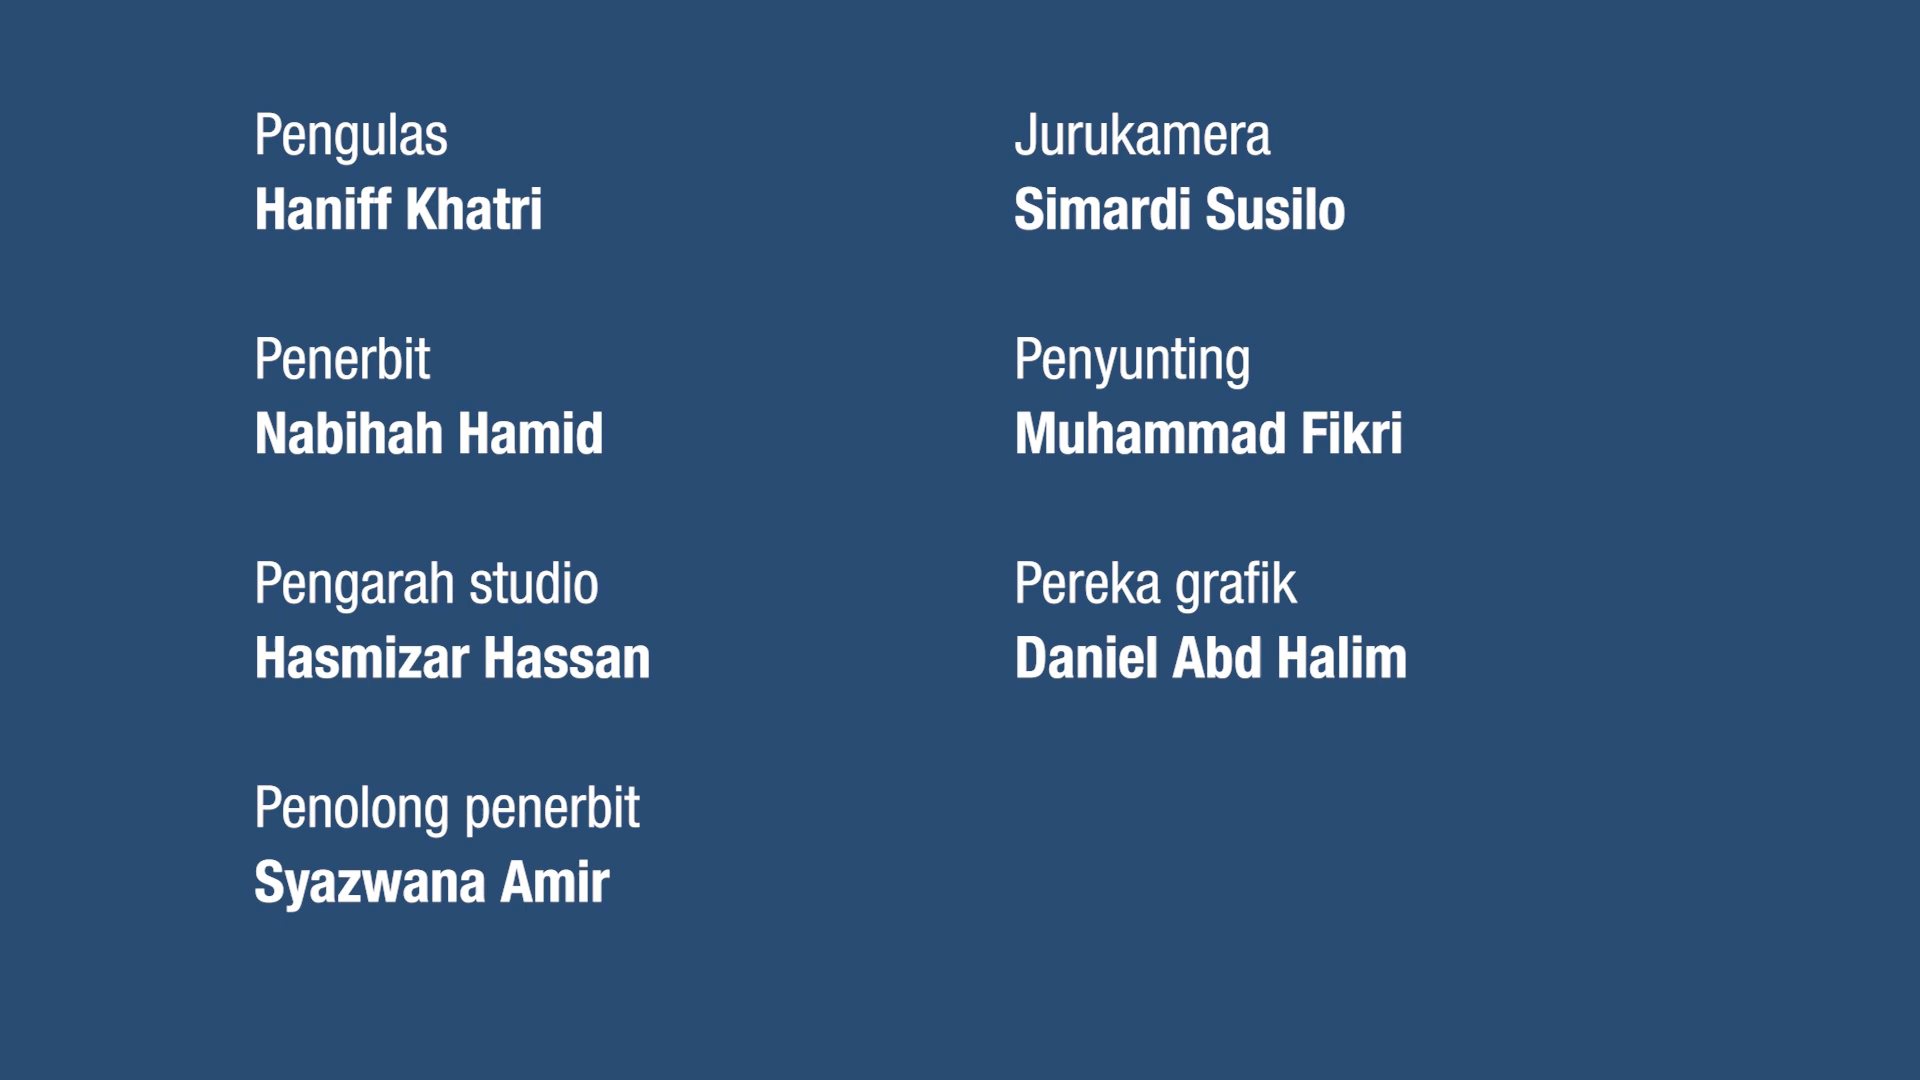 Pengulas
Haniff Khatri
Penerbit
Nabihah Hamid
Pengarah studio
Hasmizar Hassan
Penolong penerbit
Syazwana Amir
Jurukamera
Simardi Susilo
Penyunting
Muhammad Fikri
Pereka grafik
Daniel Abd Halim